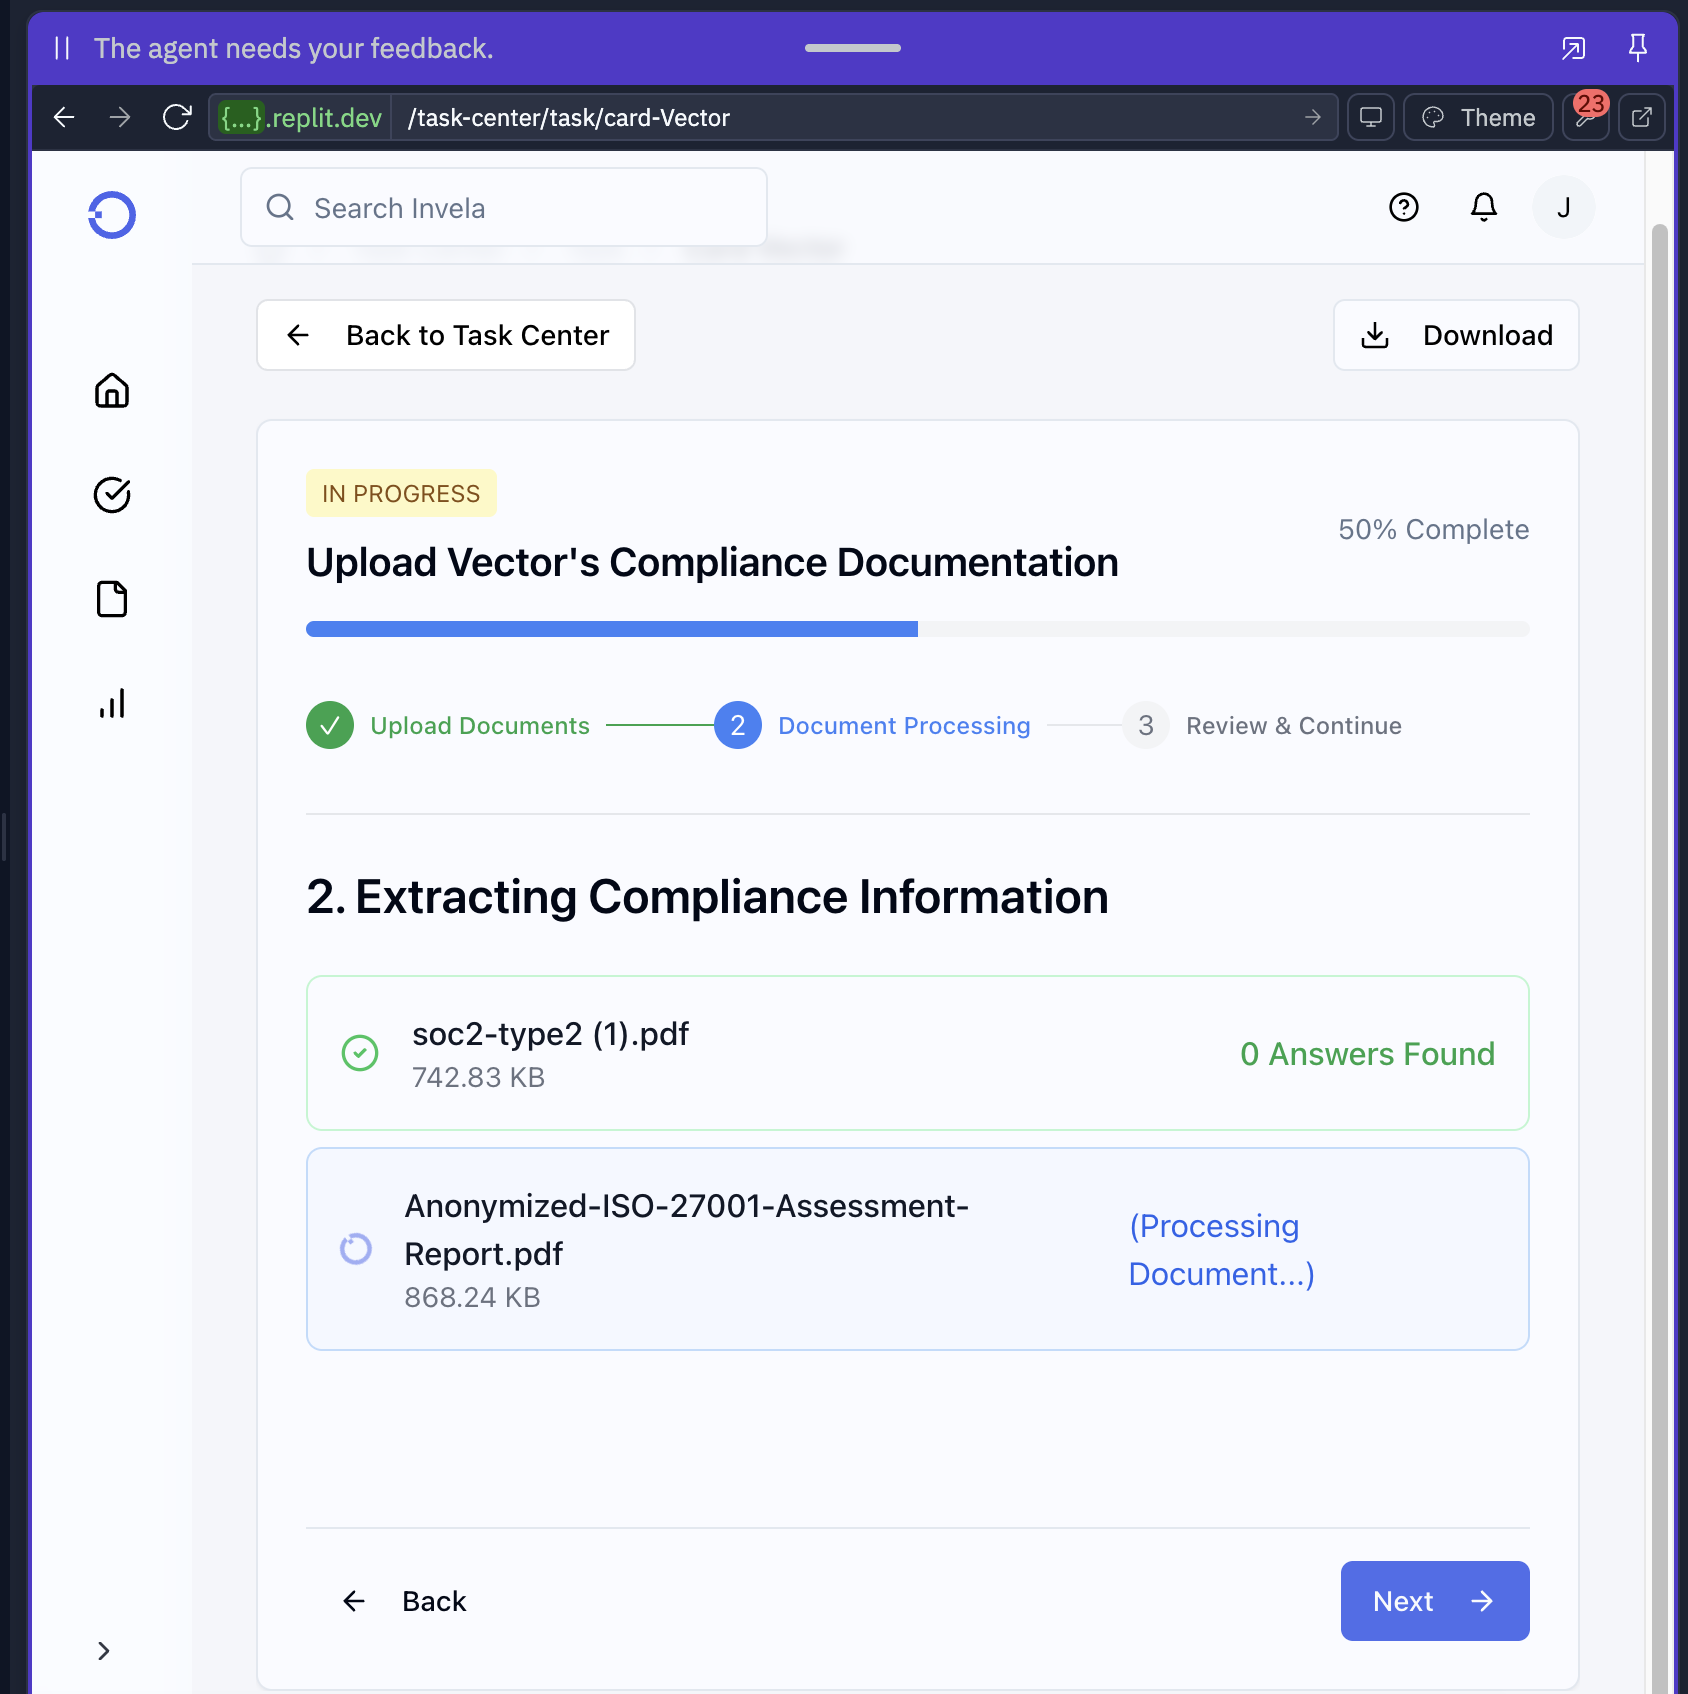 The agent needs your feedback.
{...}.replit.dev
/task-center/task/card-Vector
Theme
23
Search Invela
J
Back to Task Center
Download
IN PROGRESS
50% Complete
Upload Vector's Compliance Documentation
Upload Documents
2
Document Processing
3
Review & Continue
2. Extracting Compliance Information
soc2-type2 (1).pdf
742.83 KB
0 Answers Found
Anonymized-ISO-27001-Assessment-
Report.pdf
868.24 KB
(Processing
Document...)
Back
Next